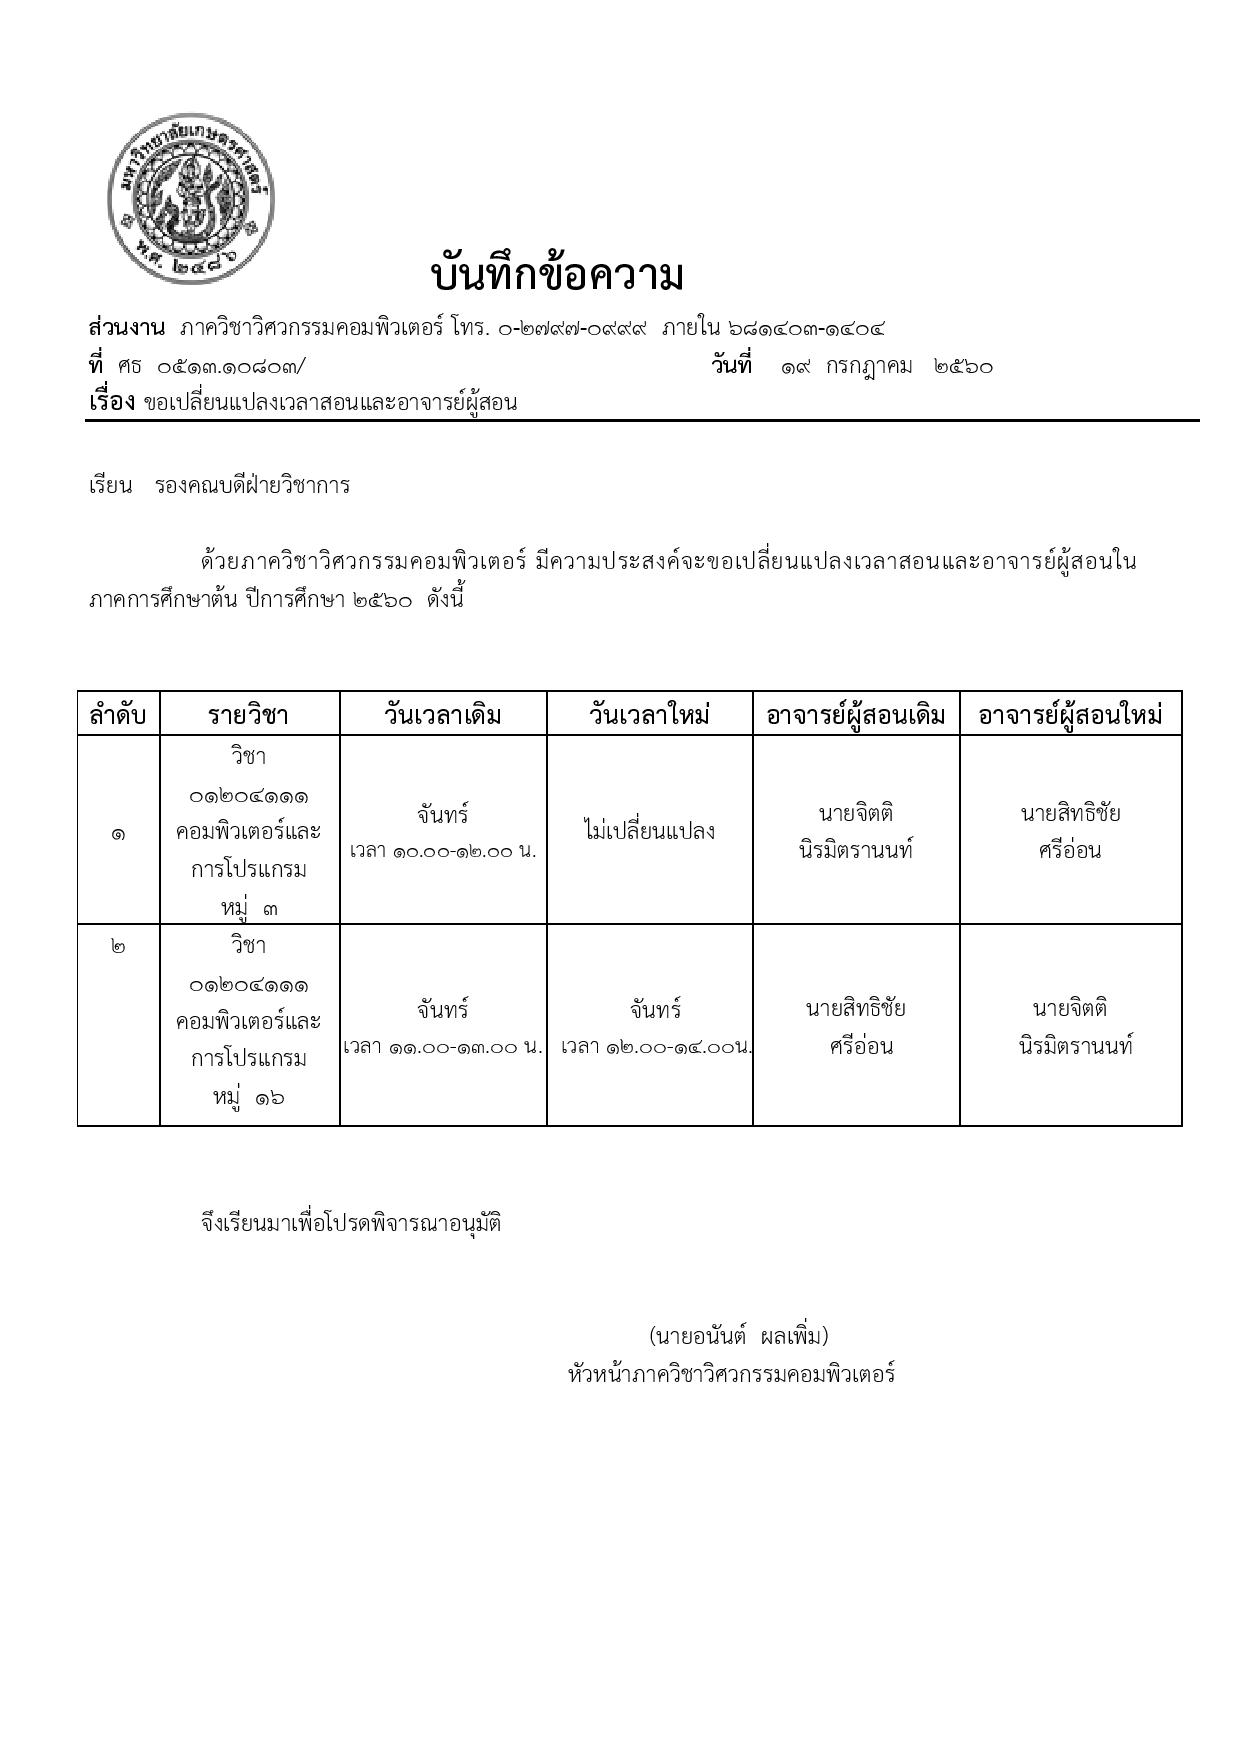 มหาวิทยาลัยเกษตรศาสตร์
พ.ศ. ๒๔๘๖
บันทึกข้อความ
ส่วนงาน ภาควิชาวิศวกรรมคอมพิวเตอร์ โทร. ๐-๒๗๙๗-๐๙๙๙ ภายใน ๖๘๑๔๐๓-๑๔๐๔
ที่ ศธ ๐๕๑๓.๑๐๘๐๓/ วันที่ ๑๙ กรกฎาคม ๒๕๖๐
เรื่อง ขอเปลี่ยนแปลงเวลาสอนและอาจารย์ผู้สอน
เรียน รองคณบดีฝ่ายวิชาการ
ด้วยภาควิชาวิศวกรรมคอมพิวเตอร์ มีความประสงค์จะขอเปลี่ยนแปลงเวลาสอนและอาจารย์ผู้สอนใน
ภาคการศึกษาต้น ปีการศึกษา ๒๕๖๐ ดังนี้
ลำดับ รายวิชา วันเวลาเดิม วันเวลาใหม่ อาจารย์ผู้สอนเดิม อาจารย์ผู้สอนใหม่
๑
วิชา
๐๑๒๐๔๑๑๑
คอมพิวเตอร์และ
การโปรแกรม
หมู่ ๓
จันทร์
เวลา ๑๐.๐๐-๑๒.๐๐ น.
ไม่เปลี่ยนแปลง
นายจิตติ
นิรมิตรานนท์
นายสิทธิชัย
ศรีอ่อน
๒
วิชา
๐๑๒๐๔๑๑๑
คอมพิวเตอร์และ
การโปรแกรม
หมู่ ๑๖
จันทร์
เวลา ๑๑.๐๐-๑๓.๐๐ น.
จันทร์
เวลา ๑๒.๐๐-๑๔.๐๐น.
นายสิทธิชัย
ศรีอ่อน
นายจิตติ
นิรมิตรานนท์
จึงเรียนมาเพื่อโปรดพิจารณาอนุมัติ
(นายอนันต์ ผลเพิ่ม)
หัวหน้าภาควิชาวิศวกรรมคอมพิวเตอร์